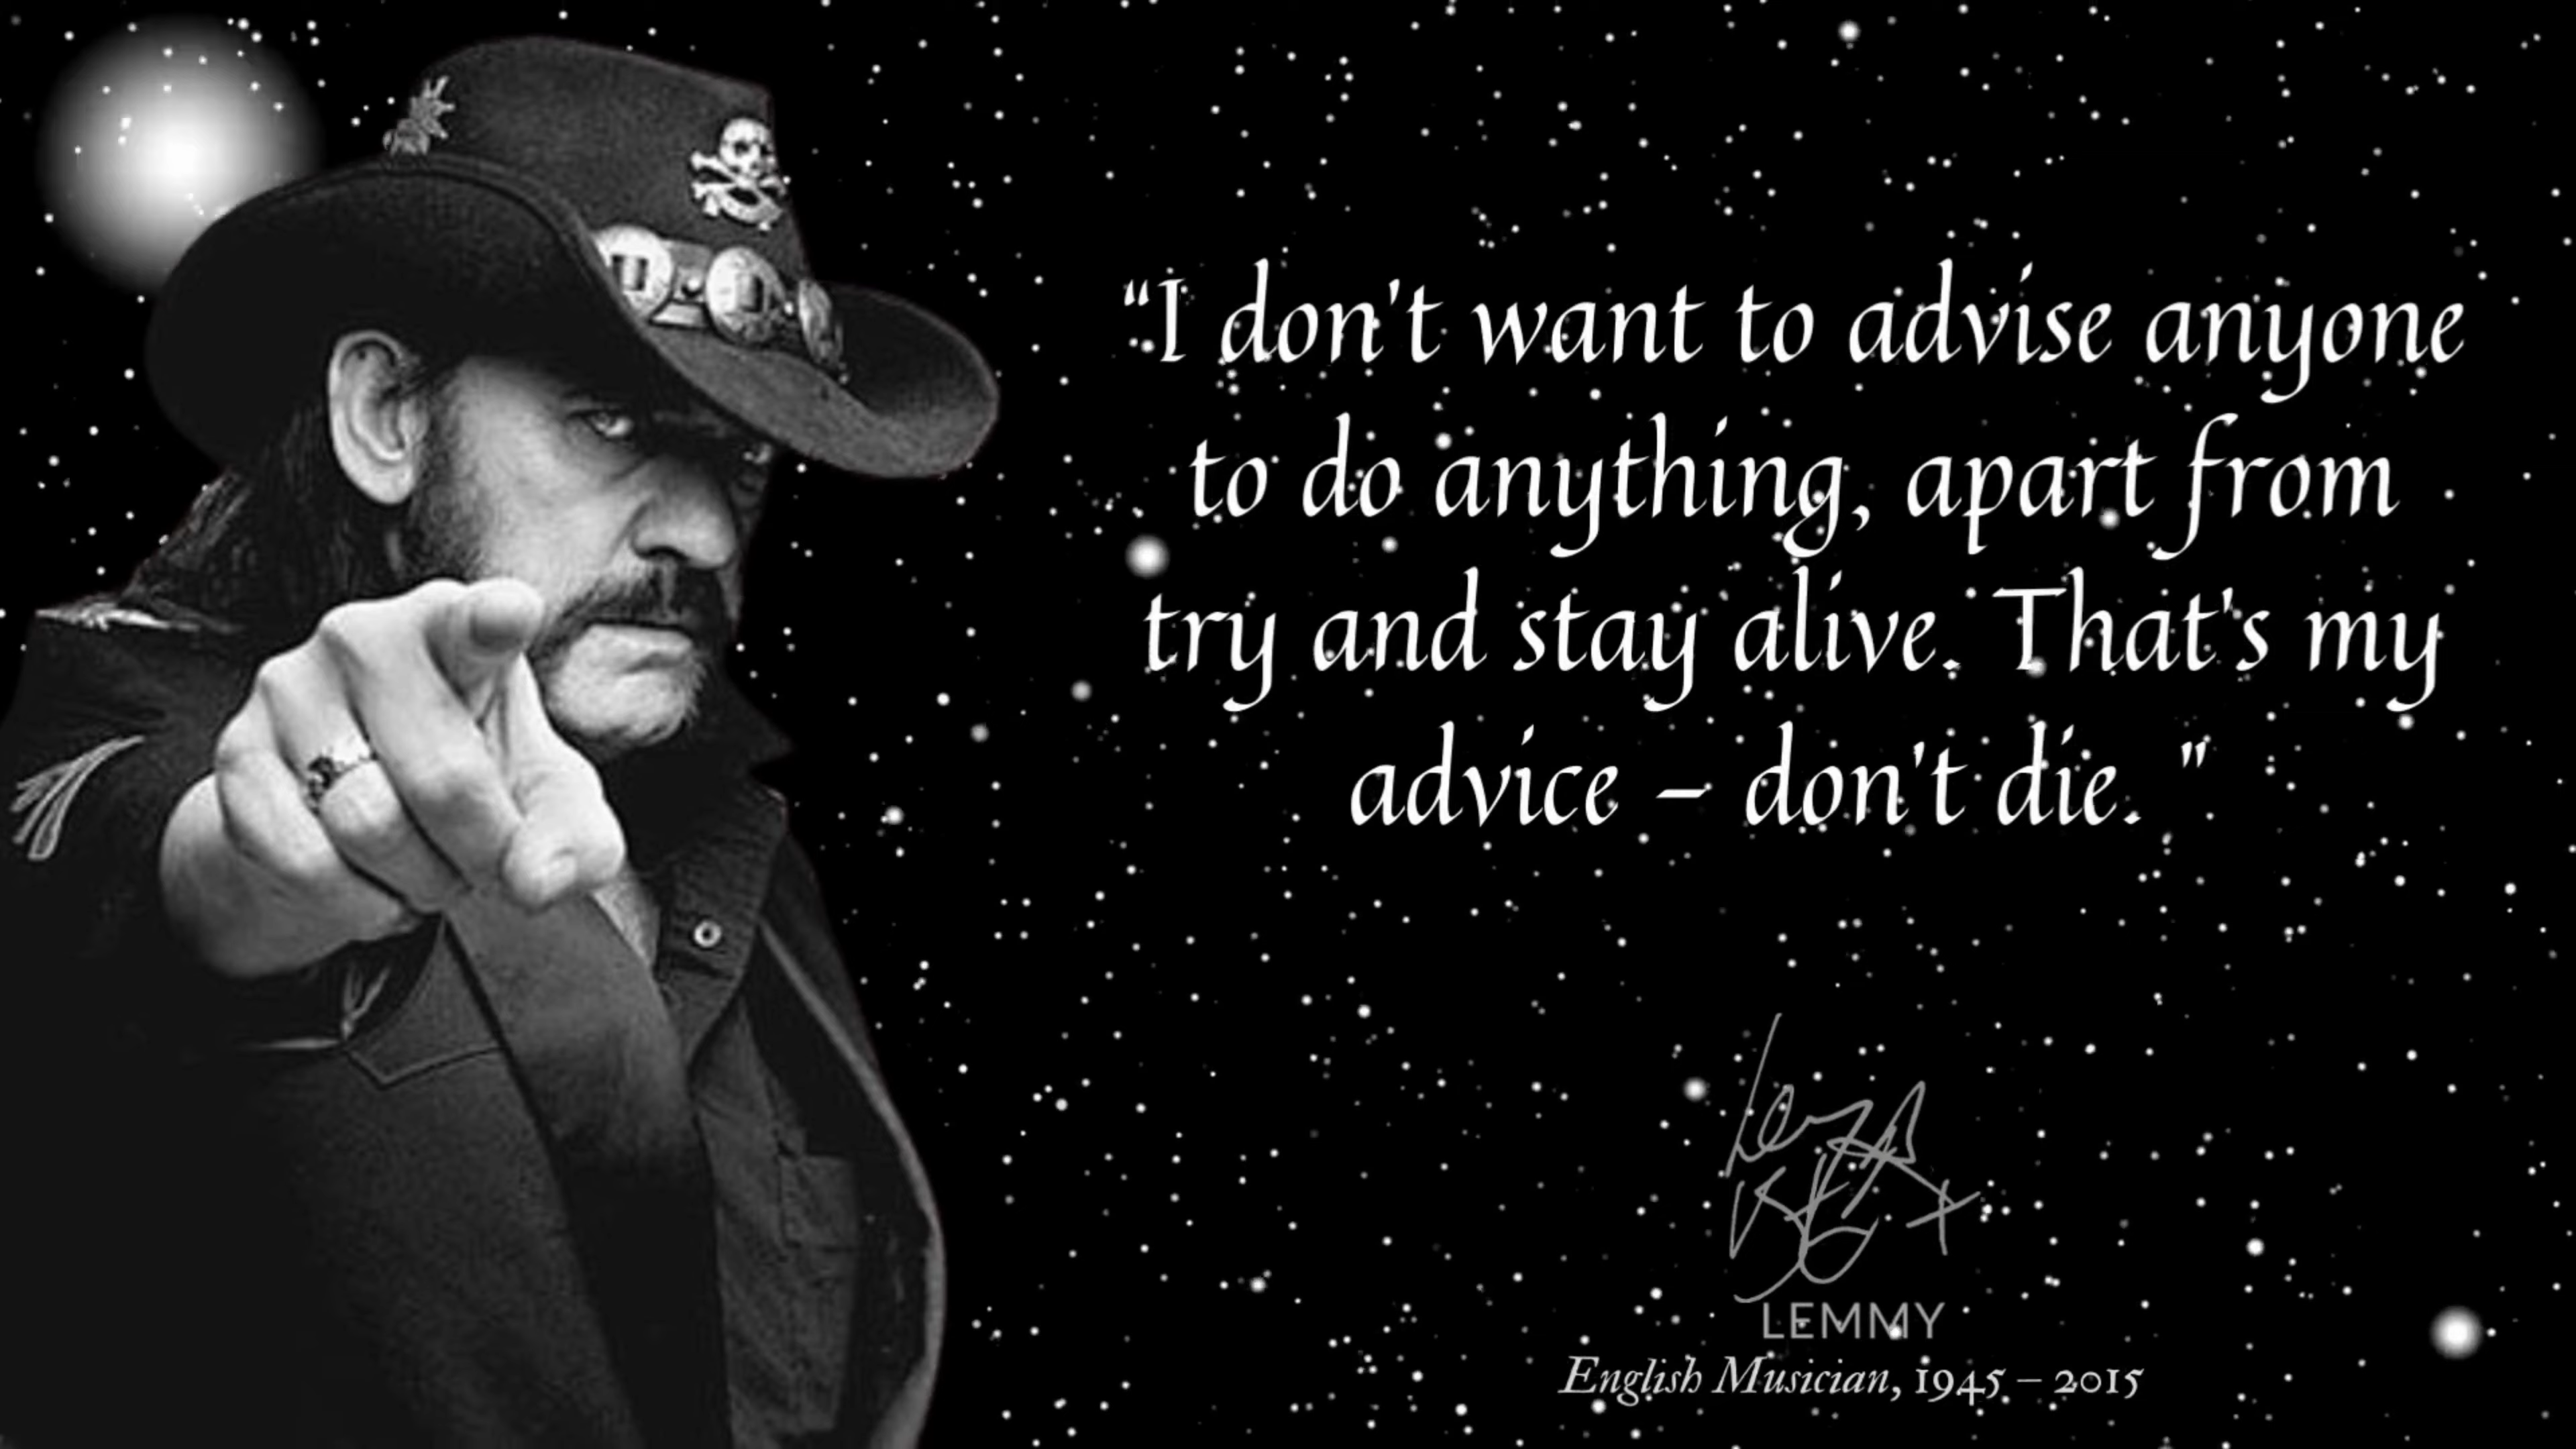 “I don't want to advise anyone
to do anything, apart from
try and stay alive. That's my
advice – don't die. "
LEMMY
English Musician, 1945 – 2015